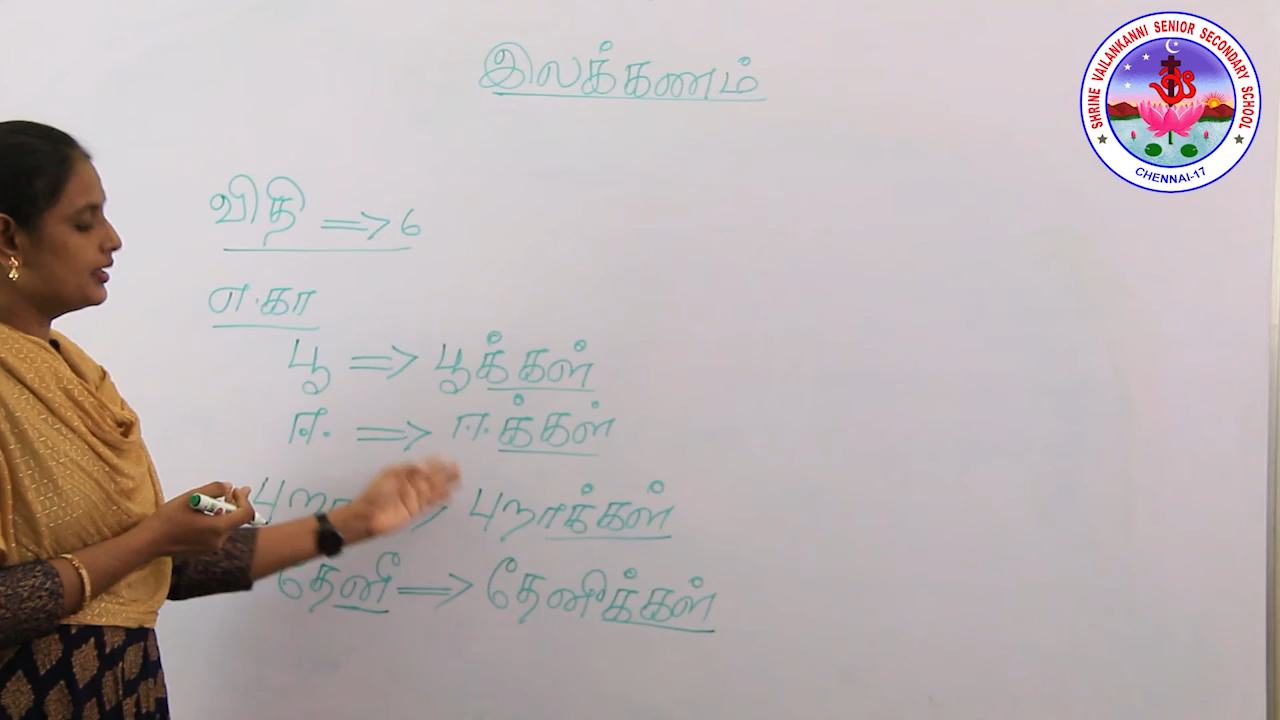 இலக்கணம்
SHRINE VAILANKANNI SENIOR SECONDARY SCHOOL
CHENNAI-17
விதி => 6
எ.கா
பூ => பூக்கள்
ஈ => ஈக்கள்
புறா => புறாக்கள்
தேனீ => தேனீக்கள்